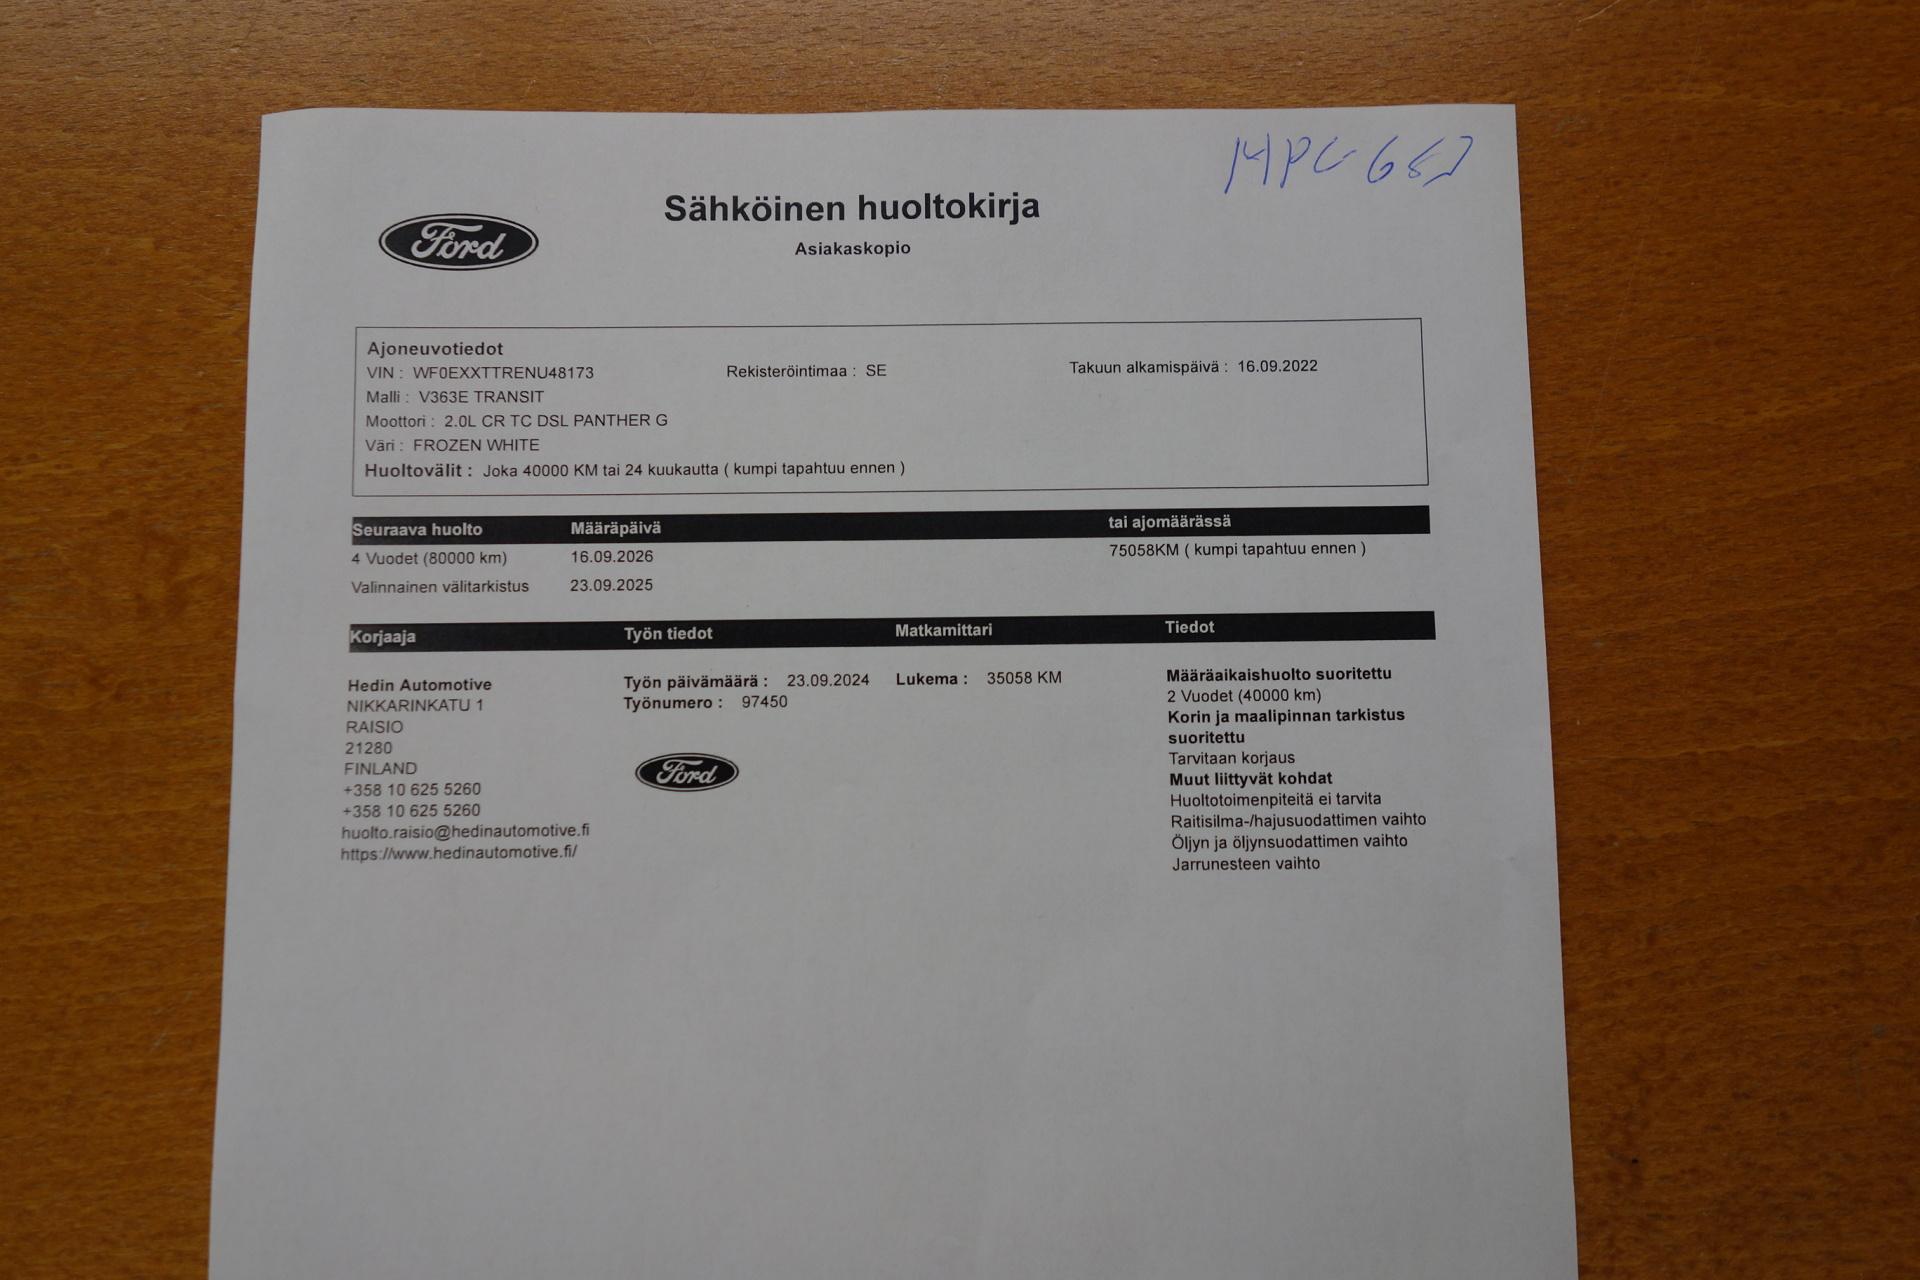 Sähköinen huoltokirja
Ford
Asiakaskopio
Ajoneuvotiedot
VIN : WF0EXXTTRENU48173 Rekisteröintimaa : SE Takuun alkamispäivä : 16.09.2022
Malli : V363E TRANSIT
Moottori : 2.0L CR TC DSL PANTHER G
Väri : FROZEN WHITE
Huoltovälit : Joka 40000 KM tai 24 kuukautta ( kumpi tapahtuu ennen )
Seuraava huolto Määräpäivä tai ajomäärässä
4 Vuodet (80000 km) 16.09.2026 75058KM ( kumpi tapahtuu ennen )
Valinnainen välitarkistus 23.09.2025
Korjaaja Työn tiedot Matkamittari Tiedot
Hedin Automotive
NIKKARINKATU 1
RAISIO
21280
FINLAND
+358 10 625 5260
+358 10 625 5260
huolto.raisio@hedinautomotive.fi
https://www.hedinautomotive.fi/
Työn päivämäärä : 23.09.2024
Työnumero : 97450
Ford
Lukema : 35058 KM
Määräaikaishuolto suoritettu
2 Vuodet (40000 km)
Korin ja maalipinnan tarkistus
suoritettu
Tarvitaan korjaus
Muut liittyvät kohdat
Huoltotoimenpiteitä ei tarvita
Raitisilma-/hajusuodattimen vaihto
Öljyn ja öljynsuodattimen vaihto
Jarrunesteen vaihto